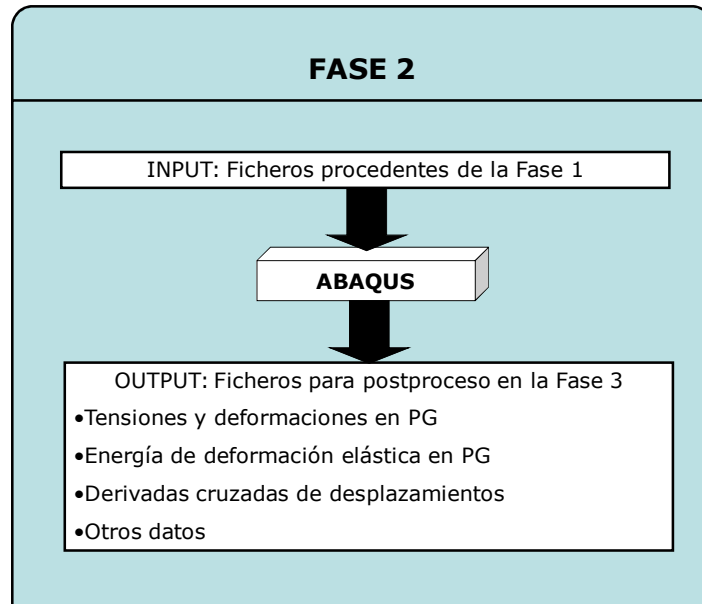 FASE 2
INPUT: Ficheros procedentes de la Fase 1
ABAQUS
OUTPUT: Ficheros para postproceso en la Fase 3
•Tensiones y deformaciones en PG
•Energía de deformación elástica en PG
•Derivadas cruzadas de desplazamientos
•Otros datos